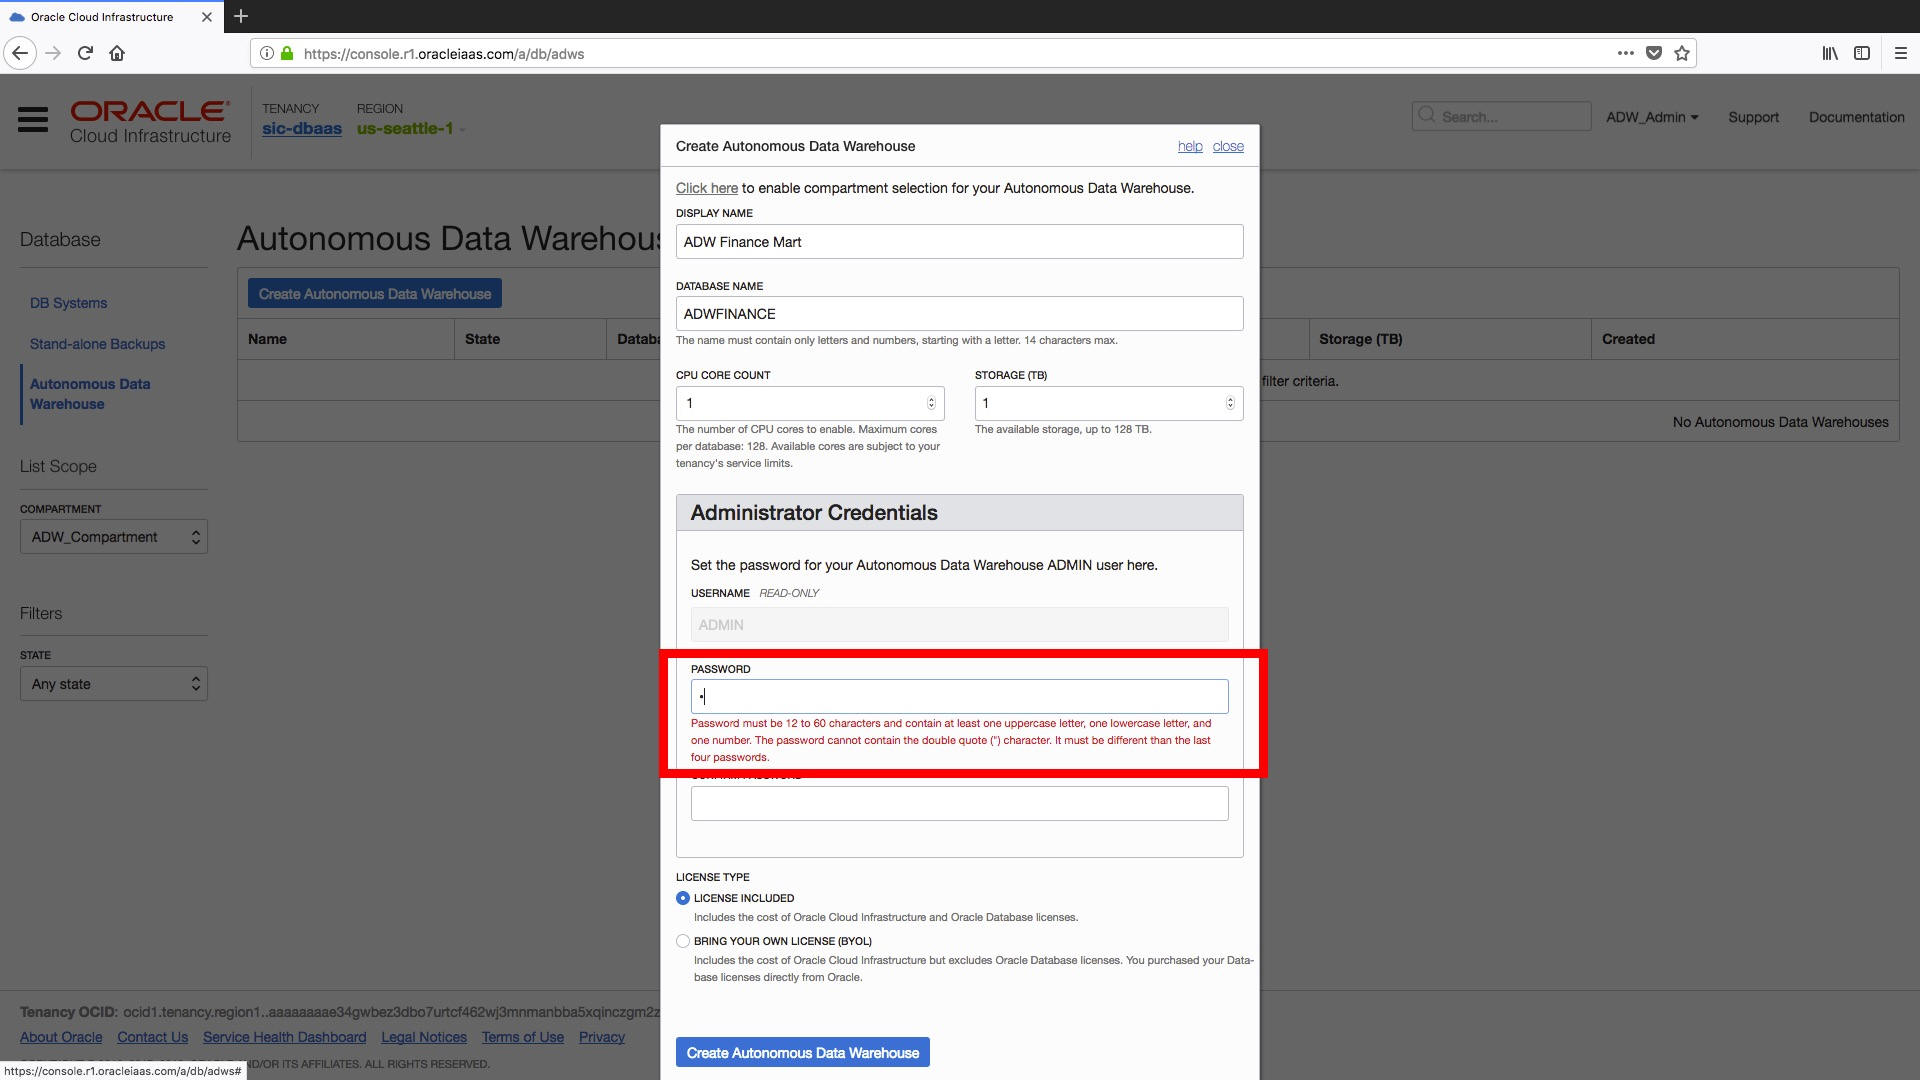 Oracle Cloud Infrastructure
https://console.r1.oracleiaas.com/a/db/adws
ORACLE®
Cloud Infrastructure
TENANCY
sic-dbaas
REGION
us-seattle-1
Search...
ADW_Admin
Support
Documentation
Database
DB Systems
Stand-alone Backups
Autonomous Data
Warehouse
List Scope
COMPARTMENT
ADW_Compartment
Filters
STATE
Any state
Autonomous Data Warehous
Create Autonomous Data Warehouse
Name
State
Databa
Storage (TB)
Created
filter criteria.
No Autonomous Data Warehouses
Create Autonomous Data Warehouse
help
close
Click here to enable compartment selection for your Autonomous Data Warehouse.
DISPLAY NAME
ADW Finance Mart
DATABASE NAME
ADWFINANCE
The name must contain only letters and numbers, starting with a letter. 14 characters max.
CPU CORE COUNT
1
The number of CPU cores to enable. Maximum cores
per database: 128. Available cores are subject to your
tenancy's service limits.
STORAGE (TB)
1
The available storage, up to 128 TB.
Administrator Credentials
Set the password for your Autonomous Data Warehouse ADMIN user here.
USERNAME READ-ONLY
ADMIN
PASSWORD
Password must be 12 to 60 characters and contain at least one uppercase letter, one lowercase letter, and
one number. The password cannot contain the double quote (") character. It must be different than the last
four passwords.
LICENSE TYPE
LICENSE INCLUDED
Includes the cost of Oracle Cloud Infrastructure and Oracle Database licenses.
BRING YOUR OWN LICENSE (BYOL)
Includes the cost of Oracle Cloud Infrastructure but excludes Oracle Database licenses. You purchased your Data-
base licenses directly from Oracle.
Create Autonomous Data Warehouse
Tenancy OCID: ocid1.tenancy.region1..aaaaaaaae34gwbez3dbo7urtcf462wj3mnmanbba5xqinczgm2z
About Oracle
Contact Us
Service Health Dashboard
Legal Notices
Terms of Use
Privacy
ND/OR ITS AFFILIATES. ALL RIGHTS RESERVED.
https://console.r1.oracleiaas.com/a/db/adws#